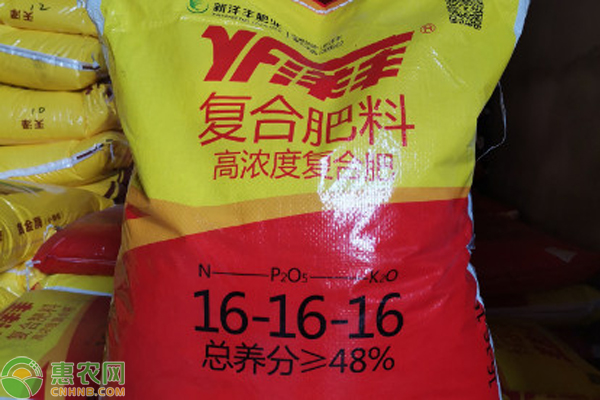 新洋丰肥业
YF洋丰
®
复合肥料
高浓度复合肥
N——P₂O₅——K₂O
16-16-16
总养分≥48%
惠农网
CNHNB.COM